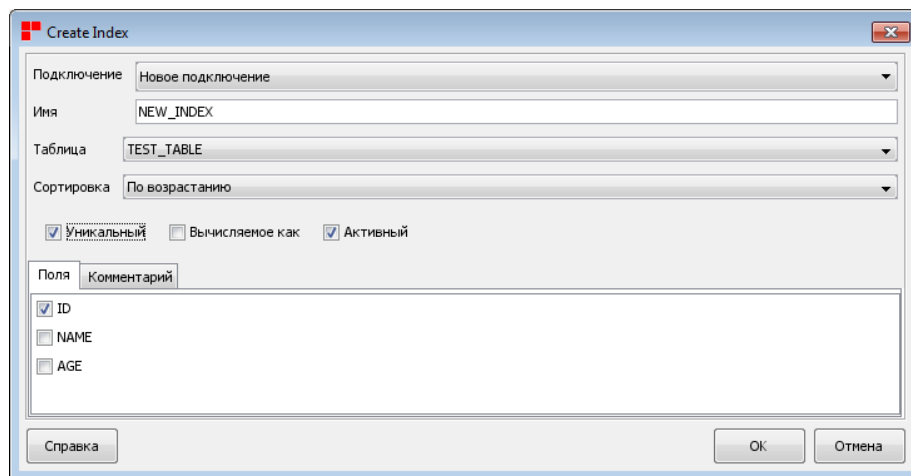 Create Index
Подключение Новое подключение
Имя NEW_INDEX
Таблица TEST_TABLE
Сортировка По возрастанию
Уникальный Вычисляемое как Активный
Поля Комментарий
ID
NAME
AGE
Справка OK Отмена